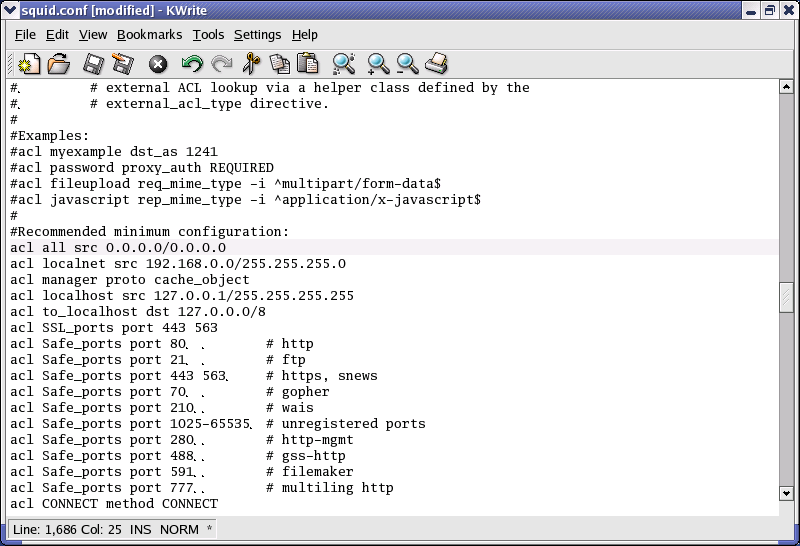 squid.conf [modified] - KWrite
File Edit View Bookmarks Tools Settings Help
#. # external ACL lookup via a helper class defined by the
#. # external_acl_type directive.
#
#Examples:
#acl myexample dst_as 1241
#acl password proxy_auth REQUIRED
#acl fileupload req_mime_type -i ^multipart/form-data$
#acl javascript rep_mime_type -i ^application/x-javascript$
#
#Recommended minimum configuration:
acl all src 0.0.0.0/0.0.0.0
acl localnet src 192.168.0.0/255.255.255.0
acl manager proto cache_object
acl localhost src 127.0.0.1/255.255.255.255
acl to_localhost dst 127.0.0.0/8
acl SSL_ports port 443 563
acl Safe_ports port 80. . # http
acl Safe_ports port 21. . # ftp
acl Safe_ports port 443 563. # https, snews
acl Safe_ports port 70. . # gopher
acl Safe_ports port 210. . # wais
acl Safe_ports port 1025-65535. # unregistered ports
acl Safe_ports port 280. . # http-mgmt
acl Safe_ports port 488. . # gss-http
acl Safe_ports port 591. . # filemaker
acl Safe_ports port 777. . # multiling http
acl CONNECT method CONNECT
Line: 1,686 Col: 25 INS NORM *